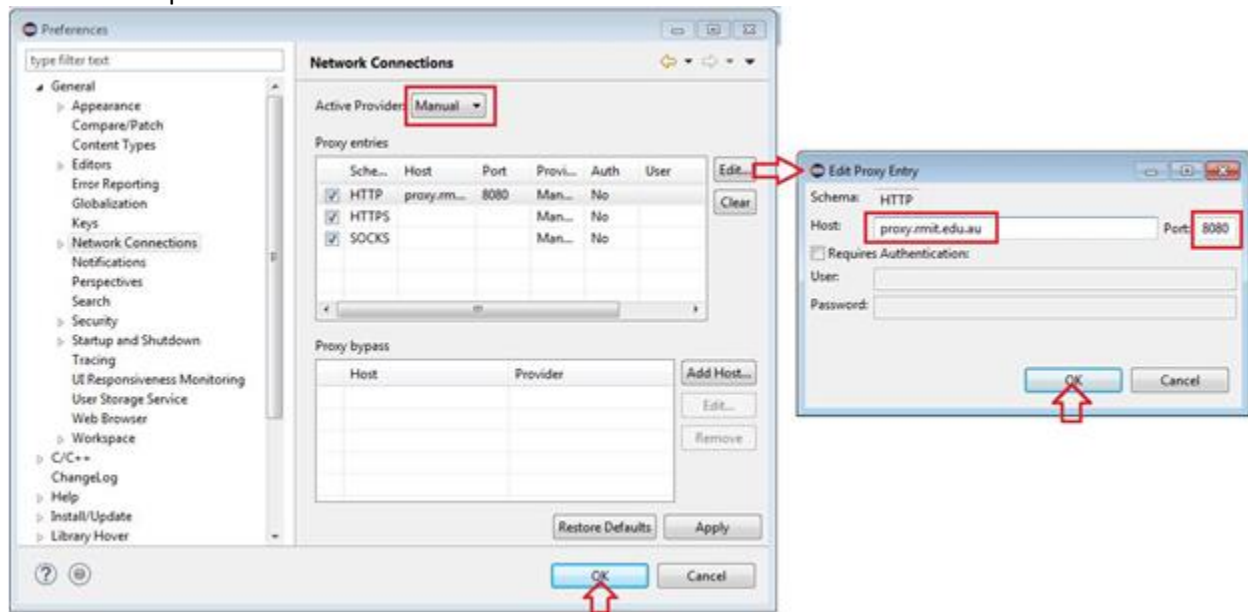 Preferences
type filter text
General
Appearance
Compare/Patch
Content Types
Editors
Error Reporting
Globalization
Keys
Network Connections
Notifications
Perspectives
Search
Security
Startup and Shutdown
Tracing
UI Responsiveness Monitoring
User Storage Service
Web Browser
Workspace
C/C++
ChangeLog
Help
Install/Update
Library Hover
Network Connections
Active Provider: Manual
Proxy entries
Sche... Host Port Provi... Auth User
HTTP proxy.rm... 8080 Man... No
HTTPS Man... No
SOCKS Man... No
Edit...
Clear
Proxy bypass
Host Provider
Add Host...
Edit...
Remove
Restore Defaults Apply
OK Cancel
Edit Proxy Entry
Schema: HTTP
Host: proxy.rmit.edu.au Port: 8080
Requires Authentication:
User:
Password:
OK Cancel